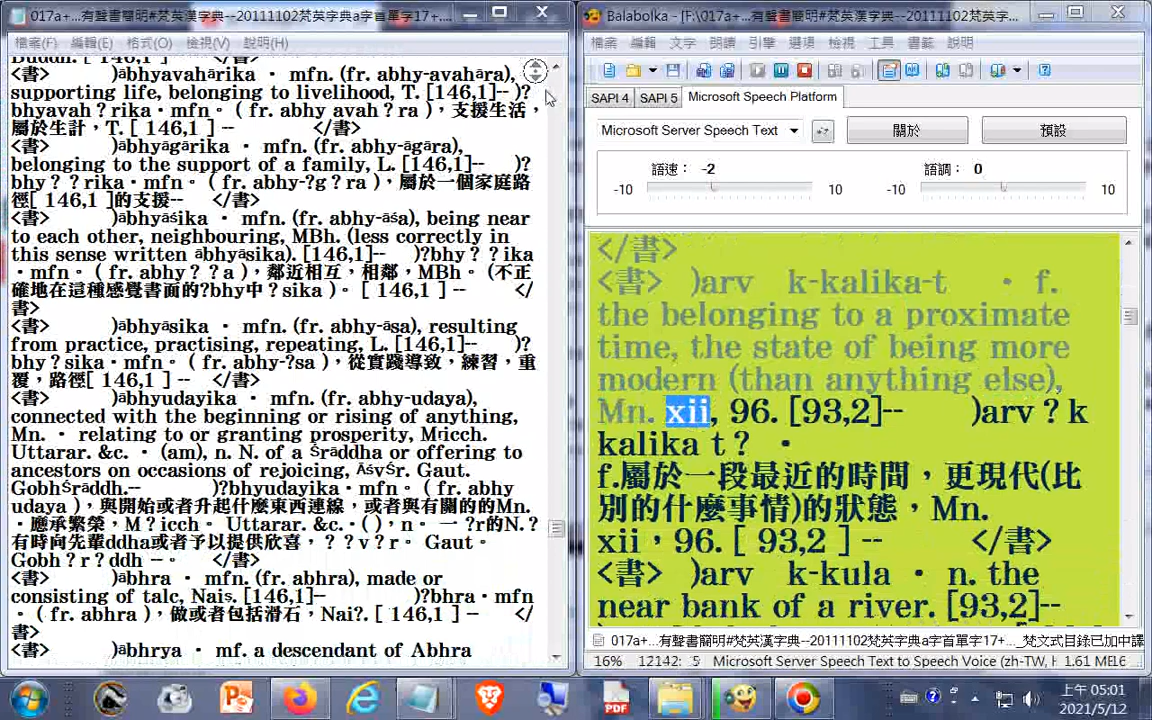 017a+...有聲書簡明#梵英漢字典--20111102梵英字典a字首單字17+...
檔案(F) 編輯(E) 格式(O) 檢視(V) 說明(H)
Buddh. [146,1 ]
<書> )ābhyavahārika • mfn. (fr. abhy-avahāra),
supporting life, belonging to livelihood, T. [146,1]-- )?
bhyavah ? rika・mfn。( fr. abhy avah ? ra )，支援生活，
屬於生計，T. [ 146,1 ] -- </書>
<書> )ābhyāgārika • mfn. (fr. abhy-āgāra),
belonging to the support of a family, L. [146,1]-- )?
bhy ? ? rika・mfn。( fr. abhy-?g ? ra )，屬於一個家庭路
徑[ 146,1 ]的支援-- </書>
<書> )ābhyāśika • mfn. (fr. abhy-āśa), being near
to each other, neighbouring, MBh. (less correctly in
this sense written ābhyāsika). [146,1]-- )?bhy ? ? ika
・mfn。( fr. abhy ? ? a )，鄰近相互，相鄰，MBh。(不正
確地在這種感覺書面的?bhy中 ? sika )。[ 146,1 ] -- </
書>
<書> )ābhyāsika • mfn. (fr. abhy-āsa), resulting
from practice, practising, repeating, L. [146,1]-- )?
bhy ? sika・mfn。( fr. abhy-?sa )，從實踐導致，練習，重
覆，路徑[ 146,1 ] -- </書>
<書> )ābhyudayika • mfn. (fr. abhy-udaya),
connected with the beginning or rising of anything,
Mn. • relating to or granting prosperity, Mṛicch.
Uttarar. &c. • (am), n. N. of a Śrāddha or offering to
ancestors on occasions of rejoicing, ĀśvŚr. Gaut.
GobhŚrāddh.-- )?bhyudayika・mfn。( fr. abhy
udaya )，與開始或者升起什麼東西連線，或者與有關的的Mn.
・應承繁榮，M ? icch。 Uttarar. &c.・( )，n・ 一 ?r的N. ?
有時向先輩ddha或者予以提供欣喜，? ? v ? r。 Gaut。
Gobh ? r ? ddh --。 </書>
<書> )ābhra • mfn. (fr. abhra), made or
consisting of talc, Naiṣ. [146,1]-- )?bhra・mfn
・( fr. abhra )，做或者包括滑石，Nai?. [ 146,1 ] -- </
書>
<書> )ābhrya • mf. a descendant of Abhra
Balabolka - [F:\017a+...有聲書簡明#梵英漢字典--20111102梵英字...
檔案 編輯 文字 朗讀 引擎 選項 檢視 工具 書籤 說明
SAPI 4 SAPI 5 Microsoft Speech Platform
Microsoft Server Speech Text 關於 預設
語速: -2 語調: 0
-10 10 -10 10
</書>
<書> )arv k-kalika-t • f.
the belonging to a proximate
time, the state of being more
modern (than anything else),
Mn. xii, 96. [93,2]-- )arv ? k
kalika t ? •
f.屬於一段最近的時間，更現代(比
別的什麼事情)的狀態，Mn.
xii，96. [ 93,2 ] -- </書>
<書> )arv k-kula • n. the
near bank of a river. [93,2]--
017a+...有聲書簡明#梵英漢字典--20111102梵英字典a字首單字17+..._梵文式目錄已加中譯
16% 12142: 5 Microsoft Server Speech Text to Speech Voice (zh-TW, H 1.61 МБ
上午 05:01
2021/5/12